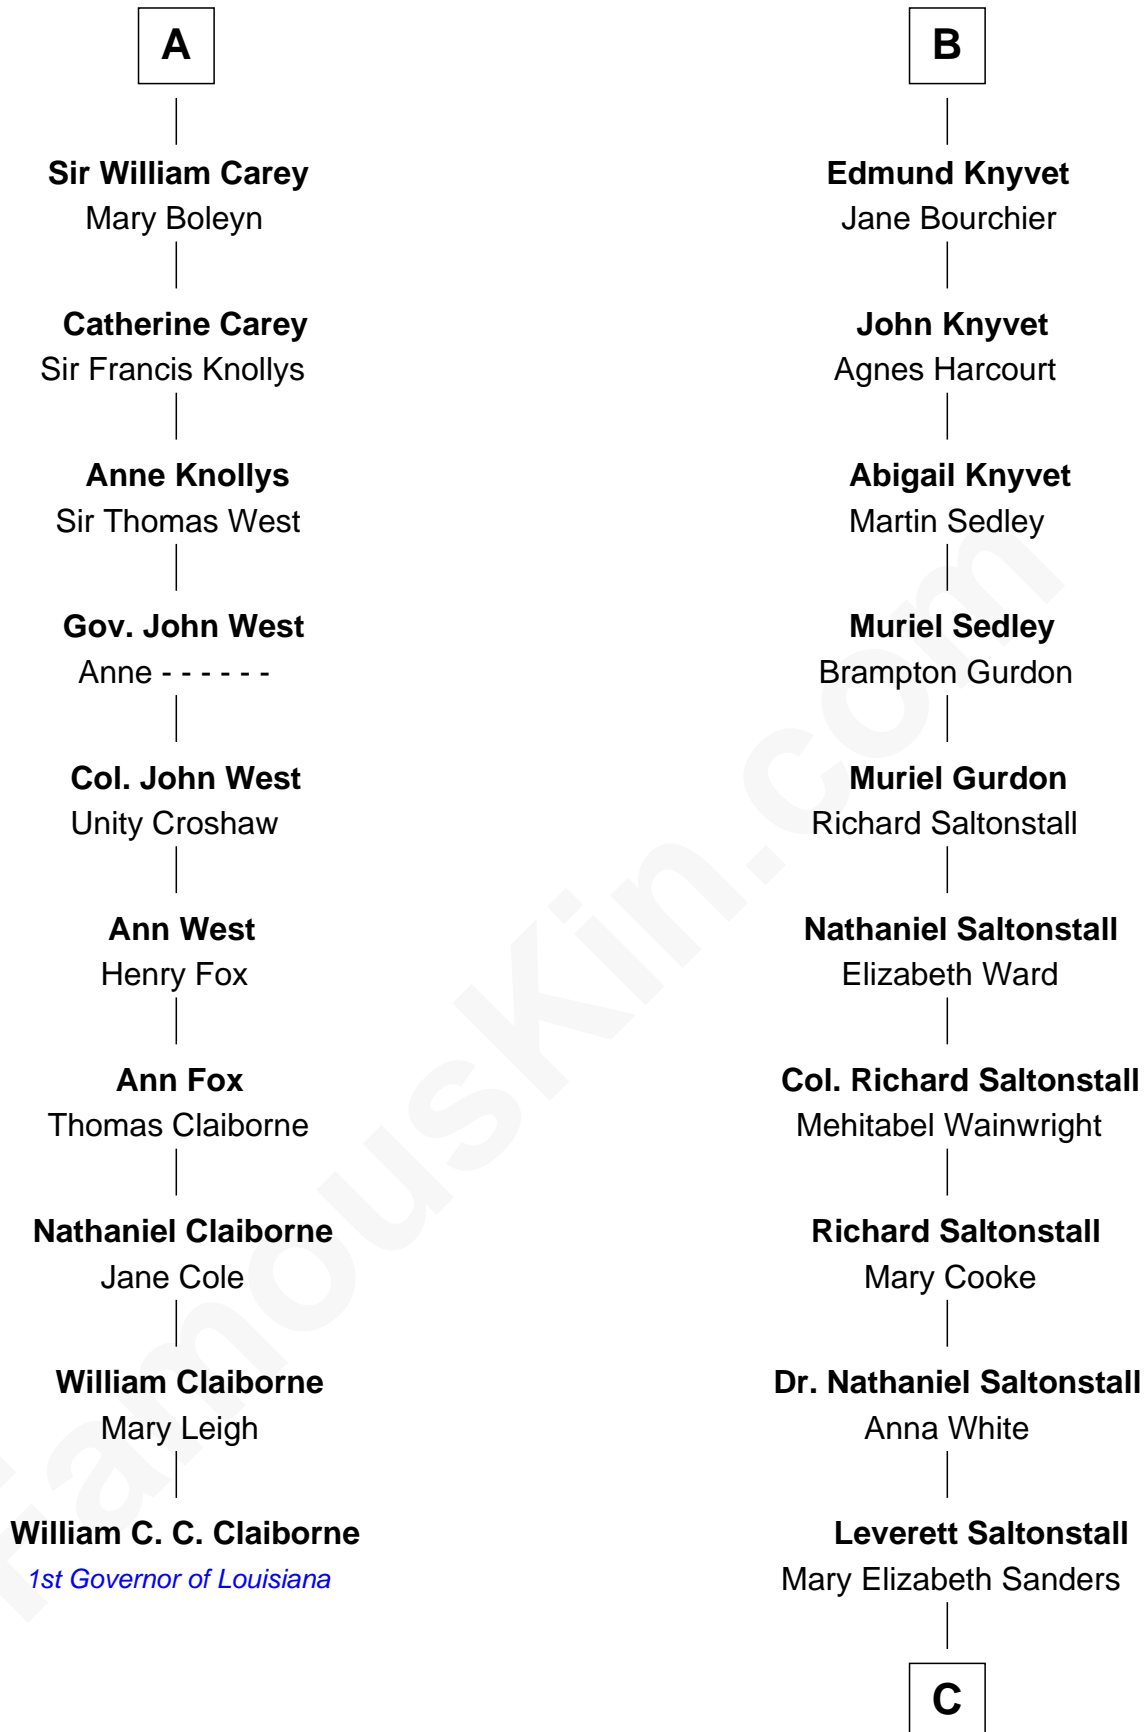 A
Sir William Carey
Mary Boleyn
Catherine Carey
Sir Francis Knollys
Anne Knollys
Sir Thomas West
Gov. John West
Anne - - - - - -
Col. John West
Unity Croshaw
Ann West
Henry Fox
Ann Fox
Thomas Claiborne
Nathaniel Claiborne
Jane Cole
William Claiborne
Mary Leigh
William C. C. Claiborne
1st Governor of Louisiana
B
Edmund Knyvet
Jane Bourchier
John Knyvet
Agnes Harcourt
Abigail Knyvet
Martin Sedley
Muriel Sedley
Brampton Gurdon
Muriel Gurdon
Richard Saltonstall
Nathaniel Saltonstall
Elizabeth Ward
Col. Richard Saltonstall
Mehitabel Wainwright
Richard Saltonstall
Mary Cooke
Dr. Nathaniel Saltonstall
Anna White
Leverett Saltonstall
Mary Elizabeth Sanders
C
FamousKin.com